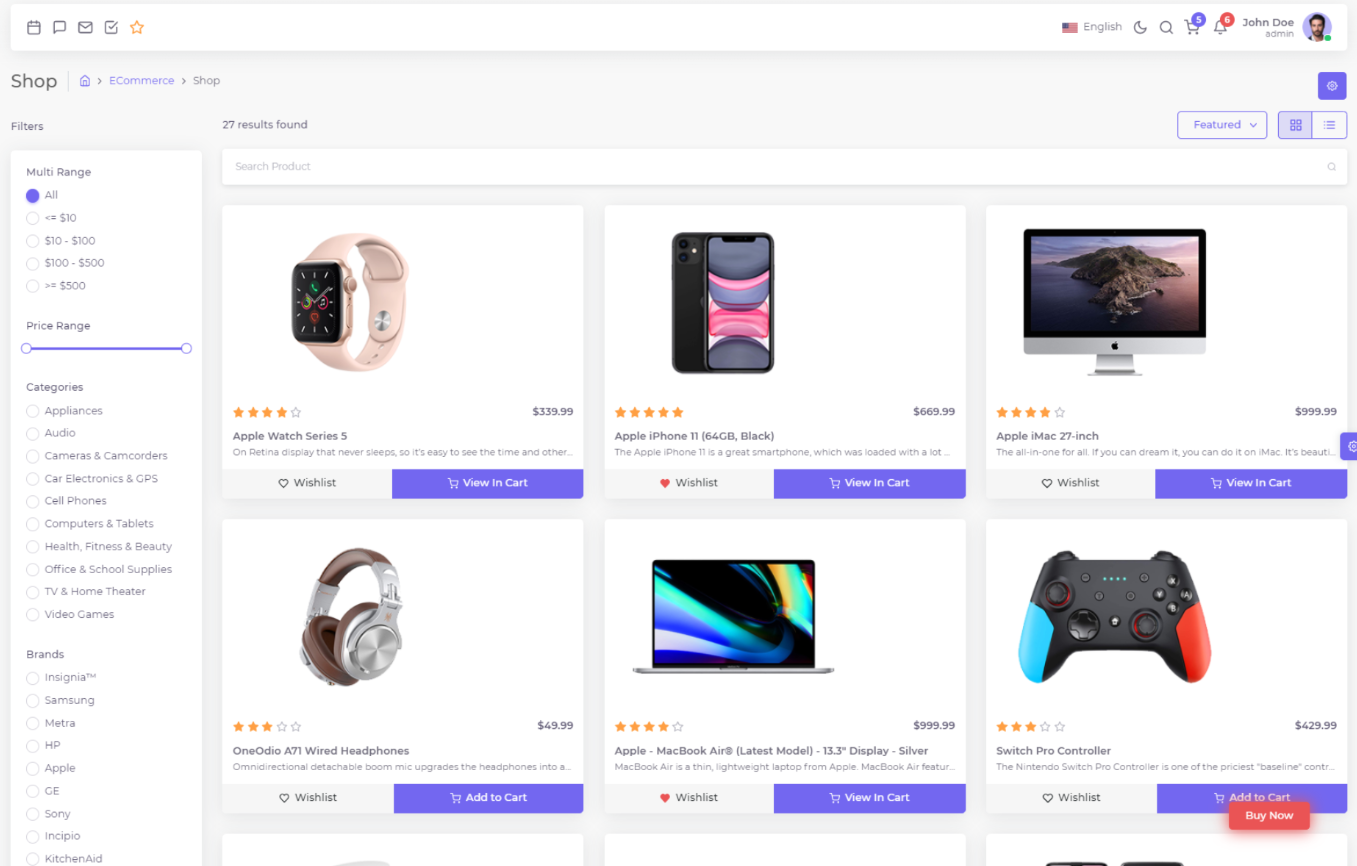 English
5
6
John Doe
admin
Shop
ECommerce
Shop
Filters
27 results found
Featured
Search Product
Multi Range
All
<= $10
$10 - $100
$100 - $500
>= $500
Price Range
Categories
Appliances
Audio
Cameras & Camcorders
Car Electronics & GPS
Cell Phones
Computers & Tablets
Health, Fitness & Beauty
Office & School Supplies
TV & Home Theater
Video Games
Brands
Insignia™
Samsung
Metra
HP
Apple
GE
Sony
Incipio
KitchenAid
$339.99
Apple Watch Series 5
On Retina display that never sleeps, so it's easy to see the time and other...
Wishlist
View In Cart
$669.99
Apple iPhone 11 (64GB, Black)
The Apple iPhone 11 is a great smartphone, which was loaded with a lot ...
Wishlist
View In Cart
$999.99
Apple iMac 27-inch
The all-in-one for all. If you can dream it, you can do it on iMac. It's beauti...
Wishlist
View In Cart
$49.99
OneOdio A71 Wired Headphones
Omnidirectional detachable boom mic upgrades the headphones into a...
Wishlist
Add to Cart
$999.99
Apple - MacBook Air® (Latest Model) - 13.3" Display - Silver
MacBook Air is a thin, lightweight laptop from Apple. MacBook Air featur...
Wishlist
View In Cart
X
Y
A
B
$429.99
Switch Pro Controller
The Nintendo Switch Pro Controller is one of the priciest "baseline" contr...
Wishlist
Add to Cart
Buy Now